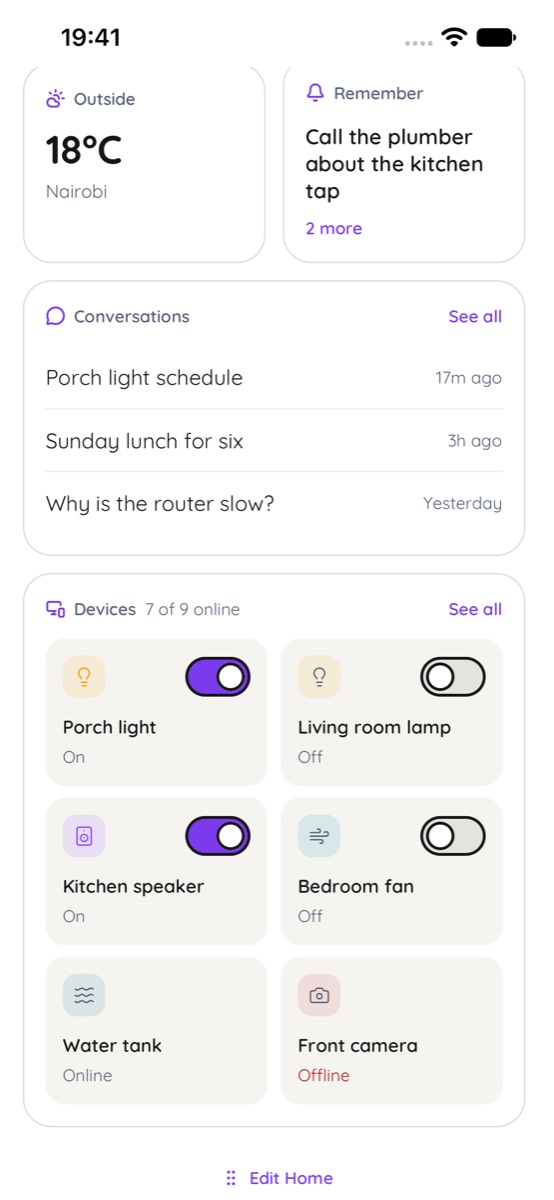 19:41
Outside
18°C
Nairobi
Remember
Call the plumber
about the kitchen
tap
2 more
Conversations
See all
Porch light schedule
17m ago
Sunday lunch for six
3h ago
Why is the router slow?
Yesterday
Devices 7 of 9 online
See all
Porch light
On
Living room lamp
Off
Kitchen speaker
On
Bedroom fan
Off
Water tank
Online
Front camera
Offline
Edit Home